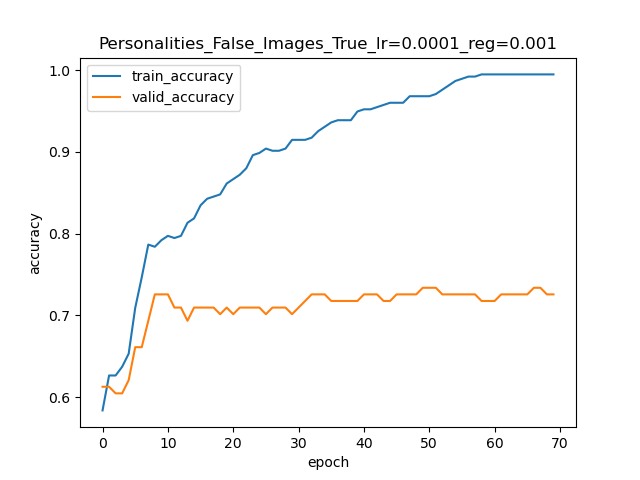 Personalities_False_Images_True_lr=0.0001_reg=0.001
train_accuracy
valid_accuracy
accuracy
1.0
0.9
0.8
0.7
0.6
0 10 20 30 40 50 60 70
epoch